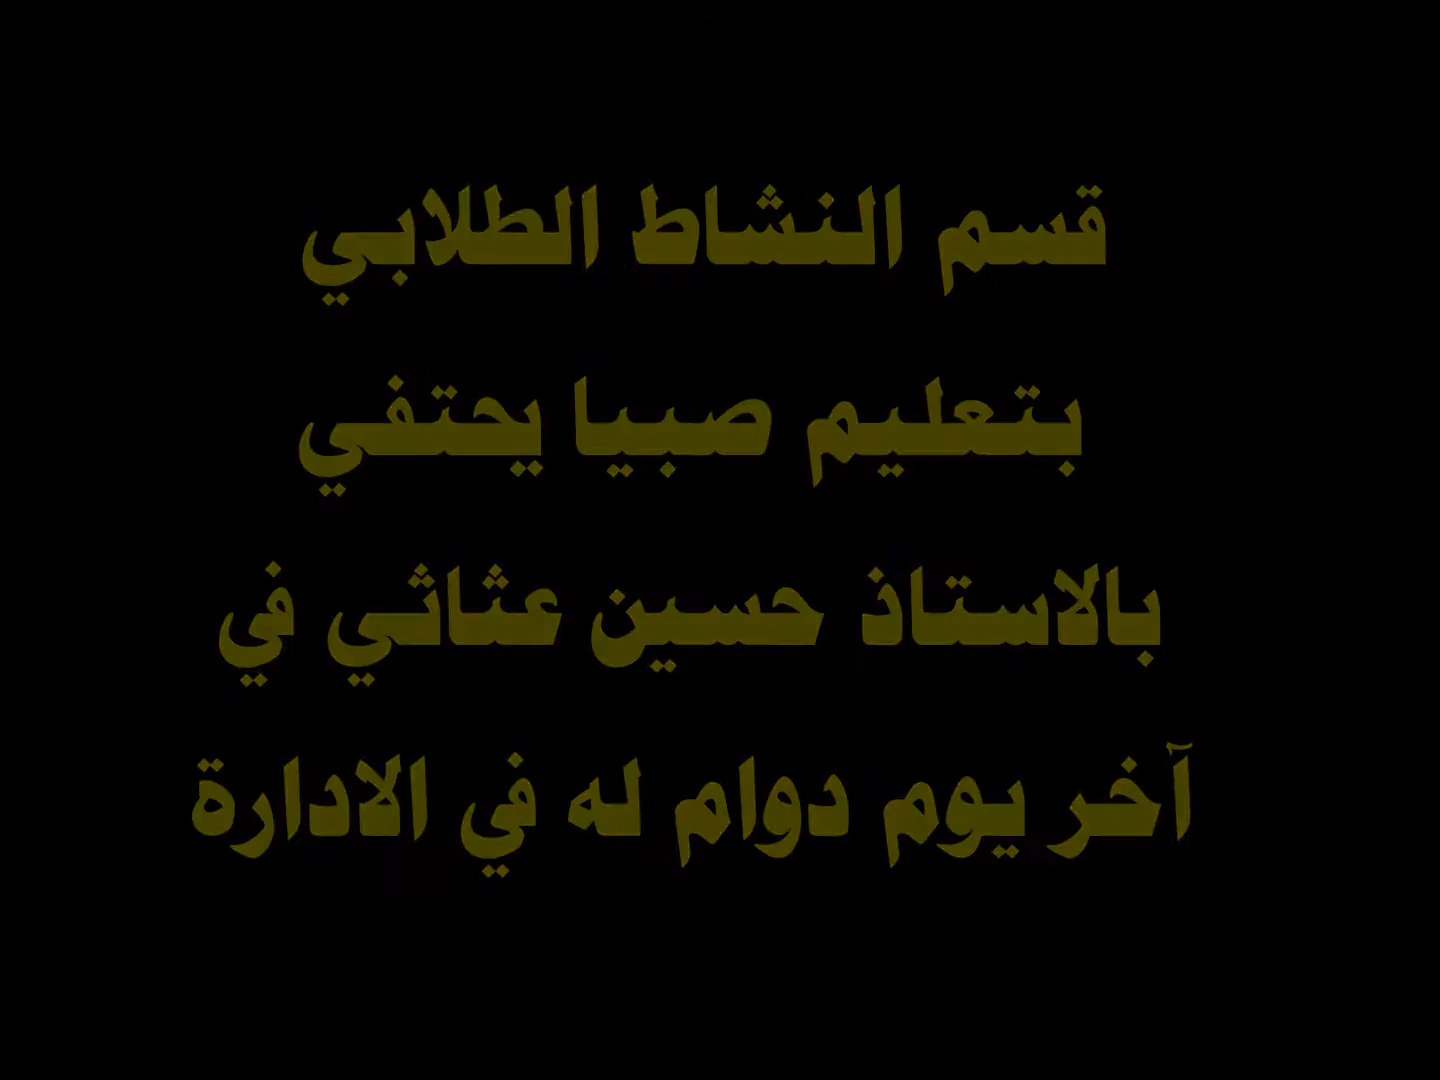 قسم النشاط الطلابي
بتعليم صبيا يحتفي
بالاستاذ حسين عثاثي في
آخر يوم دوام له في الادارة